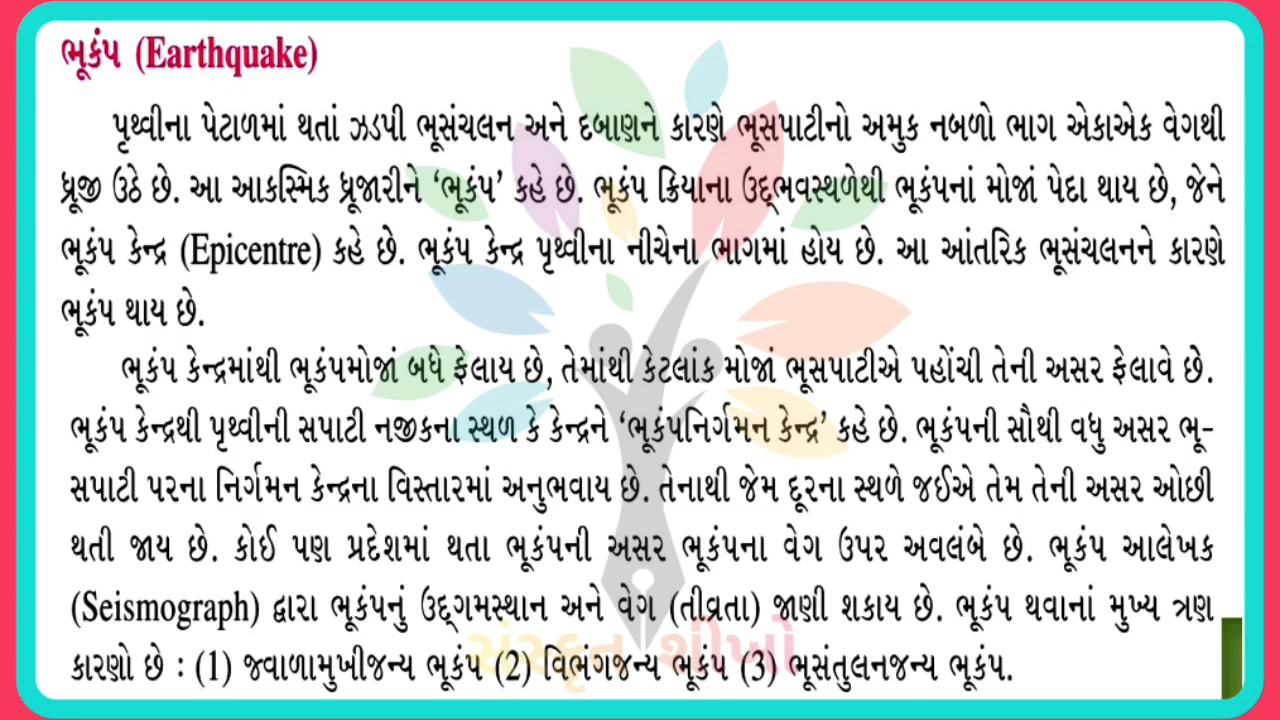 ભૂકંપ (Earthquake)
પૃથ્વીના પેટાળમાં થતાં ઝડપી ભૂસંચલન અને દબાણને કારણે ભૂસપાટીનો અમુક નબળો ભાગ એકાએક વેગથી
ધ્રૂજી ઉઠે છે. આ આકસ્મિક ધ્રૂજારીને ‘ભૂકંપ’ કહે છે. ભૂકંપ ક્રિયાના ઉદ્ભવસ્થળેથી ભૂકંપનાં મોજાં પેદા થાય છે, જેને
ભૂકંપ કેન્દ્ર (Epicentre) કહે છે. ભૂકંપ કેન્દ્ર પૃથ્વીના નીચેના ભાગમાં હોય છે. આ આંતરિક ભૂસંચલનને કારણે
ભૂકંપ થાય છે.
ભૂકંપ કેન્દ્રમાંથી ભૂકંપમોજાં બધે ફેલાય છે, તેમાંથી કેટલાંક મોજાં ભૂસપાટીએ પહોંચી તેની અસર ફેલાવે છે.
ભૂકંપ કેન્દ્રથી પૃથ્વીની સપાટી નજીકના સ્થળ કે કેન્દ્રને ‘ભૂકંપનિર્ગમન કેન્દ્ર’ કહે છે. ભૂકંપની સૌથી વધુ અસર ભૂ-
સપાટી પરના નિર્ગમન કેન્દ્રના વિસ્તારમાં અનુભવાય છે. તેનાથી જેમ દૂરના સ્થળે જઈએ તેમ તેની અસર ઓછી
થતી જાય છે. કોઈ પણ પ્રદેશમાં થતા ભૂકંપની અસર ભૂકંપના વેગ ઉપર અવલંબે છે. ભૂકંપ આલેખક
(Seismograph) દ્વારા ભૂકંપનું ઉદ્ગમસ્થાન અને વેગ (તીવ્રતા) જાણી શકાય છે. ભૂકંપ થવાનાં મુખ્ય ત્રણ
સંસ્કૃત શીખો
કારણો છે : (1) જ્વાળામુખીજન્ય ભૂકંપ (2) વિભંગજન્ય ભૂકંપ (3) ભૂસંતુલનજન્ય ભૂકંપ.